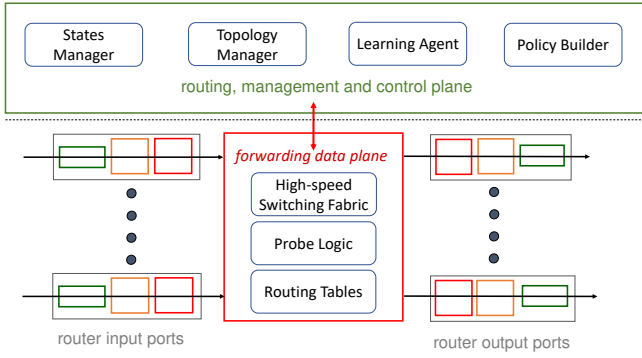 States
Manager
Topology
Manager
Learning Agent
Policy Builder
routing, management and control plane
forwarding data plane
High-speed
Switching Fabric
Probe Logic
Routing Tables
router input ports
router output ports